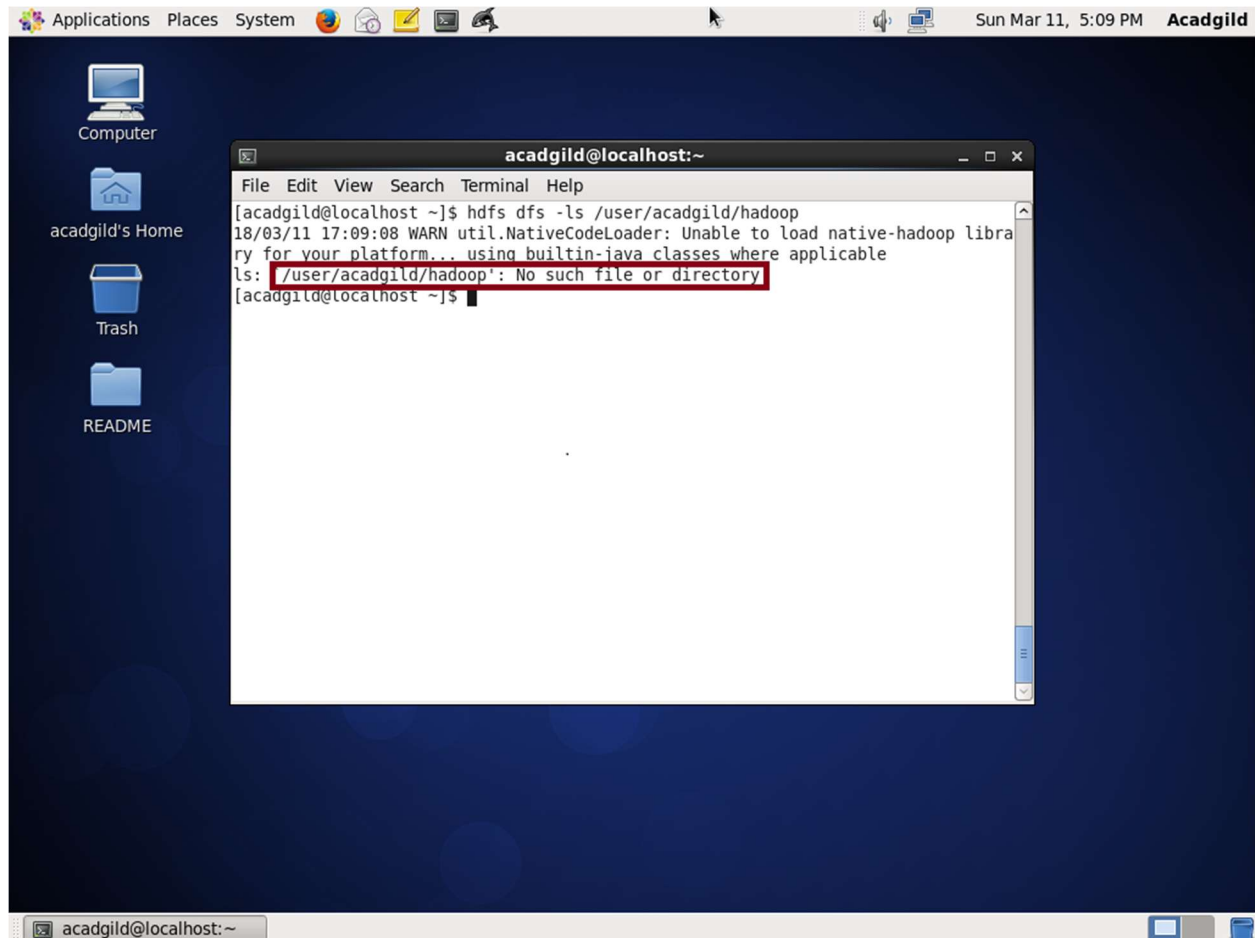 Applications Places System Sun Mar 11, 5:09 PM Acadgild
Computer
acadgild's Home
Trash
README
acadgild@localhost:~
File Edit View Search Terminal Help
[acadgild@localhost ~]$ hdfs dfs -ls /user/acadgild/hadoop
18/03/11 17:09:08 WARN util.NativeCodeLoader: Unable to load native-hadoop libra
ry for your platform... using builtin-java classes where applicable
ls: `/user/acadgild/hadoop': No such file or directory
[acadgild@localhost ~]$
acadgild@localhost:~